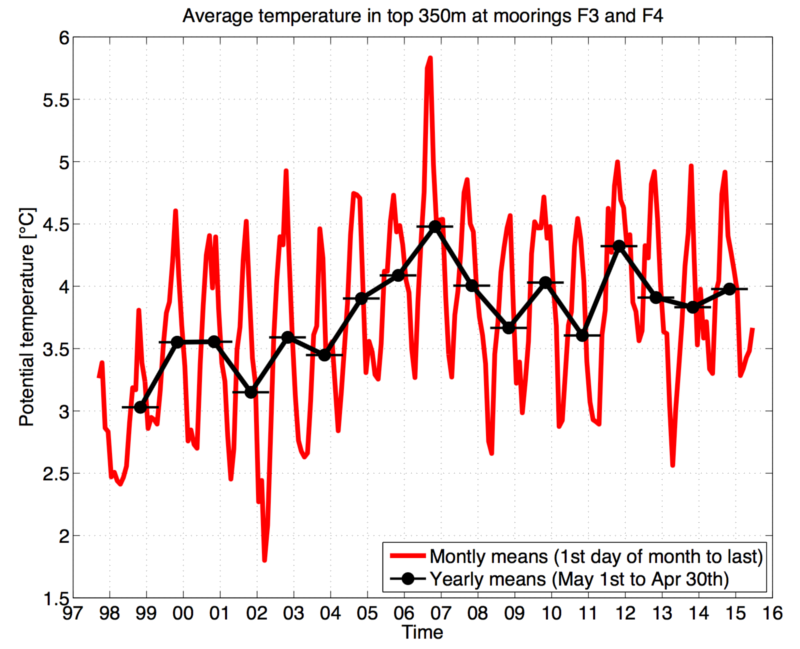 Average temperature in top 350m at moorings F3 and F4
6
5.5
5
4.5
4
3.5
3
2.5
2
1.5
Potential temperature [°C]
Montly means (1st day of month to last)
Yearly means (May 1st to Apr 30th)
97 98 99 00 01 02 03 04 05 06 07 08 09 10 11 12 13 14 15 16
Time